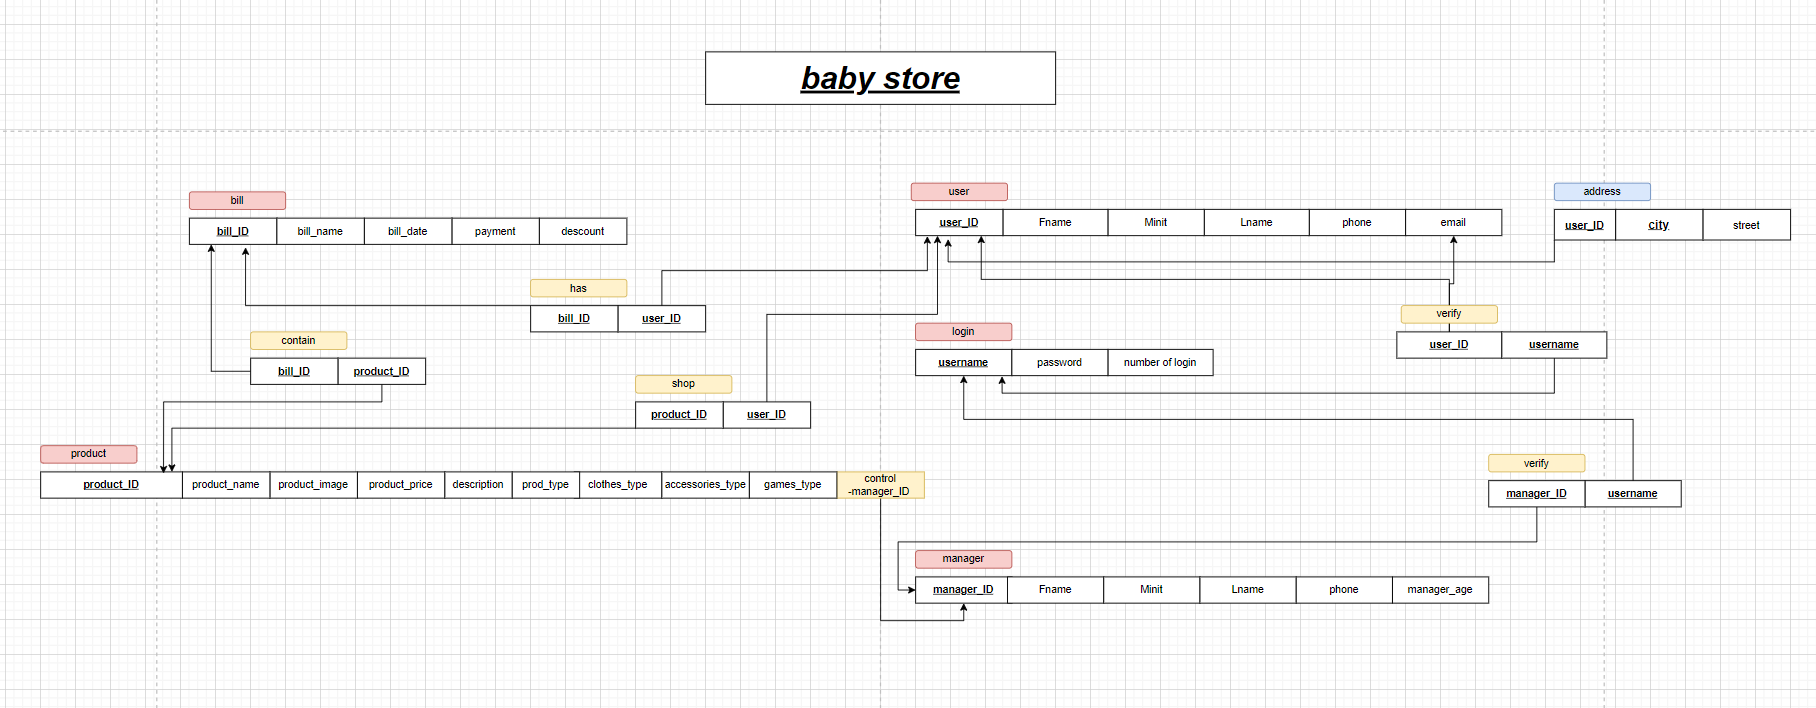 baby store
bill
bill_ID bill_name bill_date payment descount
user
user_ID Fname Minit Lname phone email
address
user_ID city street
has
bill_ID user_ID
contain
bill_ID product_ID
shop
product_ID user_ID
login
username password number of login
verify
user_ID username
product
product_ID product_name product_image product_price description prod_type clothes_type accessories_type games_type control
-manager_ID
verify
manager_ID username
manager
manager_ID Fname Minit Lname phone manager_age